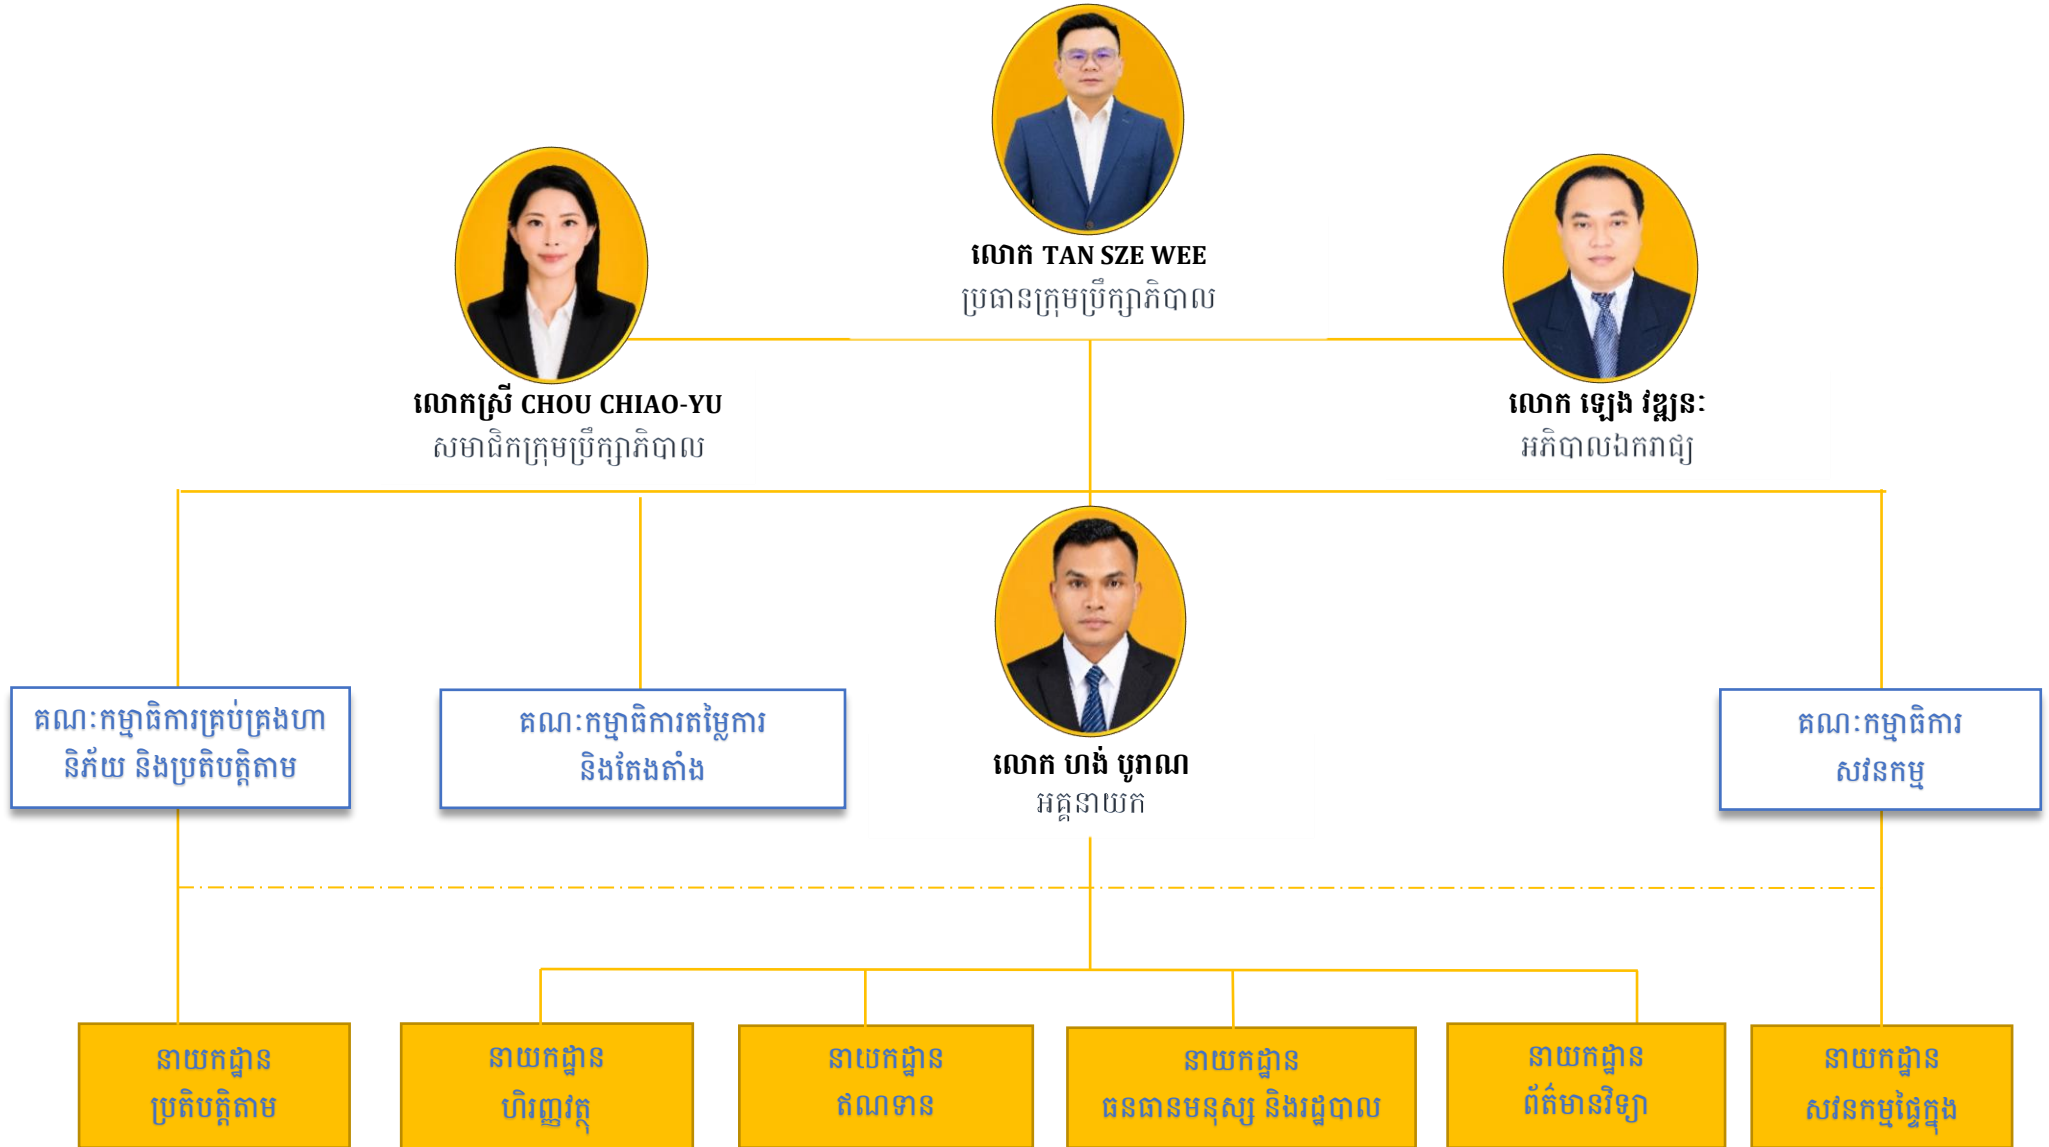 លោក TAN SZE WEE
ប្រធានក្រុមប្រឹក្សាភិបាល
លោកស្រី CHOU CHIAO-YU
សមាជិកក្រុមប្រឹក្សាភិបាល
លោក ឡេង វឌ្ឍនៈ
អភិបាលឯករាជ្យ
គណៈកម្មាធិការគ្រប់គ្រងហា
និភ័យ និងប្រតិបត្តិតាម
គណៈកម្មាធិការតម្លៃការ
និងតែងតាំង
លោក ហង់ បូរាណ
អគ្គនាយក
គណៈកម្មាធិការ
សវនកម្ម
នាយកដ្ឋាន
ប្រតិបត្តិតាម
នាយកដ្ឋាន
ហិរញ្ញវត្ថុ
នាយកដ្ឋាន
ឥណទាន
នាយកដ្ឋាន
ធនធានមនុស្ស និងរដ្ឋបាល
នាយកដ្ឋាន
ព័ត៌មានវិទ្យា
នាយកដ្ឋាន
សវនកម្មផ្ទៃក្នុង